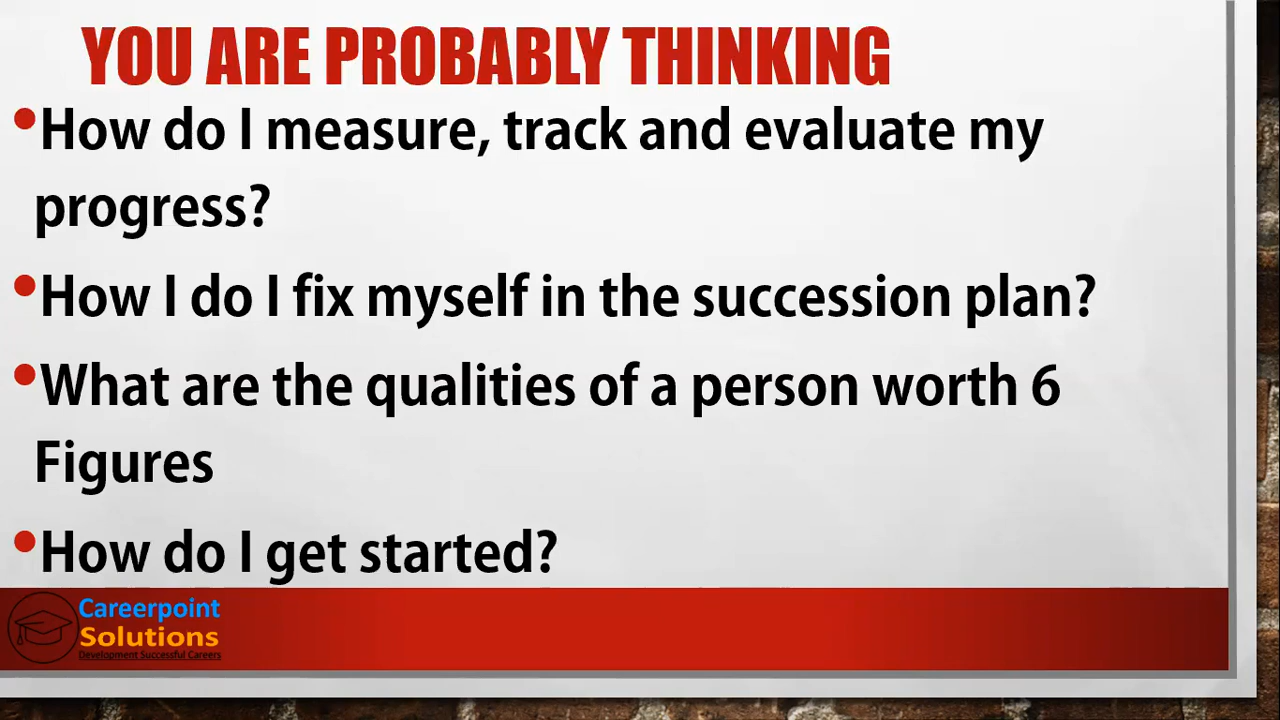 YOU ARE PROBABLY THINKING
•How do I measure, track and evaluate my
progress?
•How I do I fix myself in the succession plan?
•What are the qualities of a person worth 6
Figures
•How do I get started?
Careerpoint
Solutions
Development Successful Careers